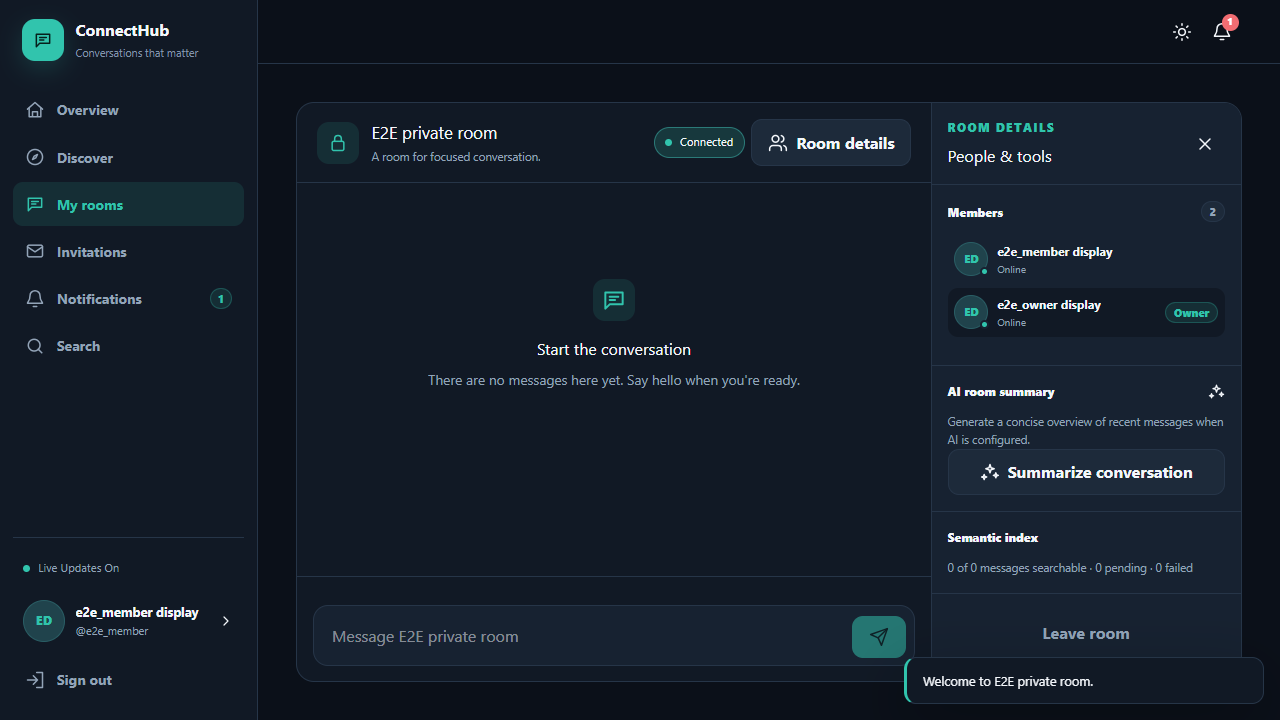 ConnectHub
Conversations that matter
Overview
Discover
My rooms
Invitations
Notifications
1
Search
Live Updates On
ED
e2e_member display
@e2e_member
Sign out
1
E2E private room
A room for focused conversation.
Connected
Room details
Start the conversation
There are no messages here yet. Say hello when you're ready.
Message E2E private room
ROOM DETAILS
People & tools
Members
2
ED
e2e_member display
Online
ED
e2e_owner display
Online
Owner
AI room summary
Generate a concise overview of recent messages when
AI is configured.
Summarize conversation
Semantic index
0 of 0 messages searchable · 0 pending · 0 failed
Leave room
Welcome to E2E private room.